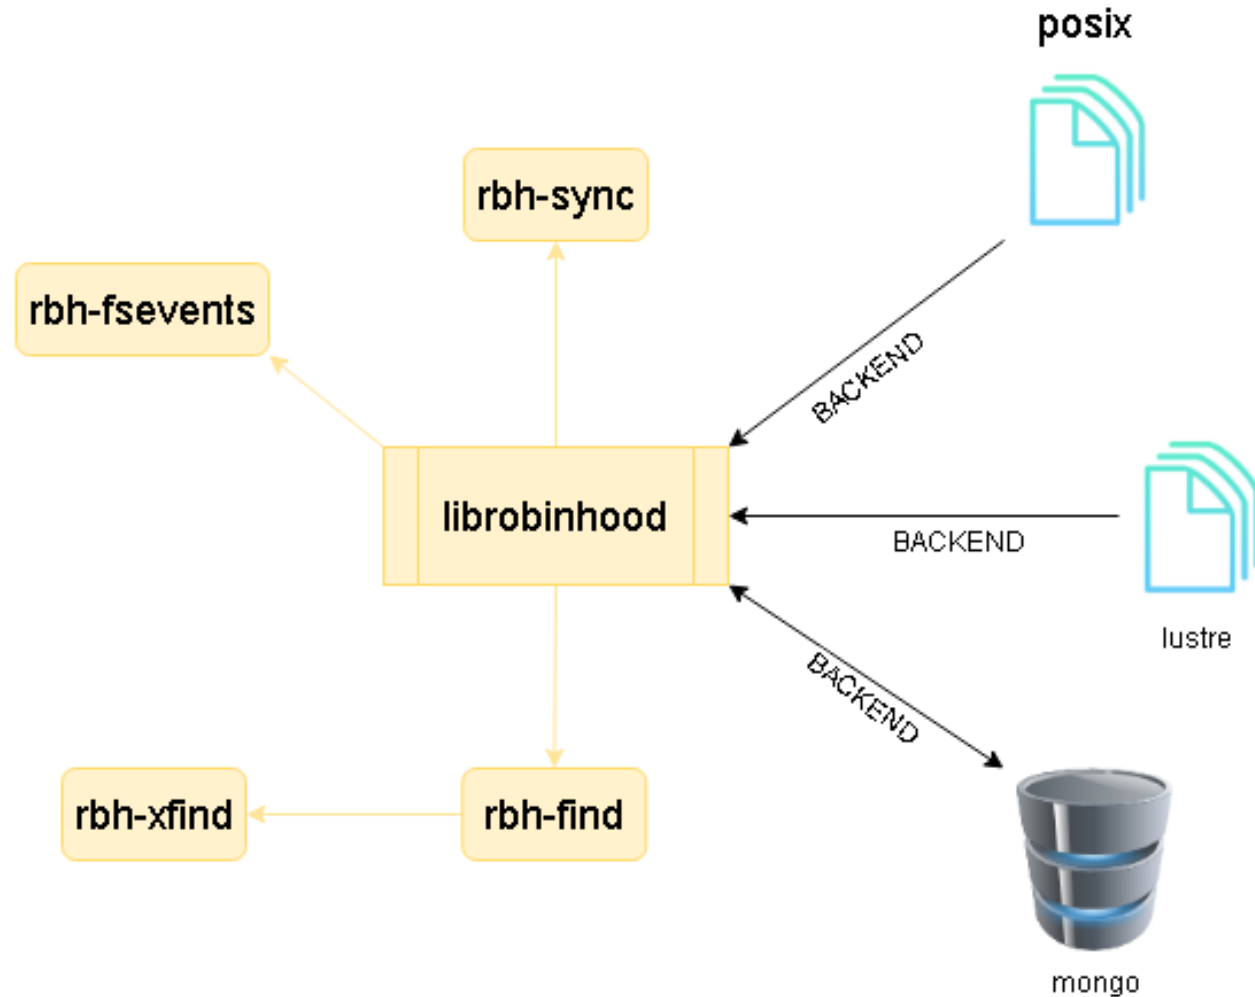 posix
rbh-sync
rbh-fsevents
BACKEND
librobinhood
BACKEND
lustre
BACKEND
rbh-xfind
rbh-find
mongo